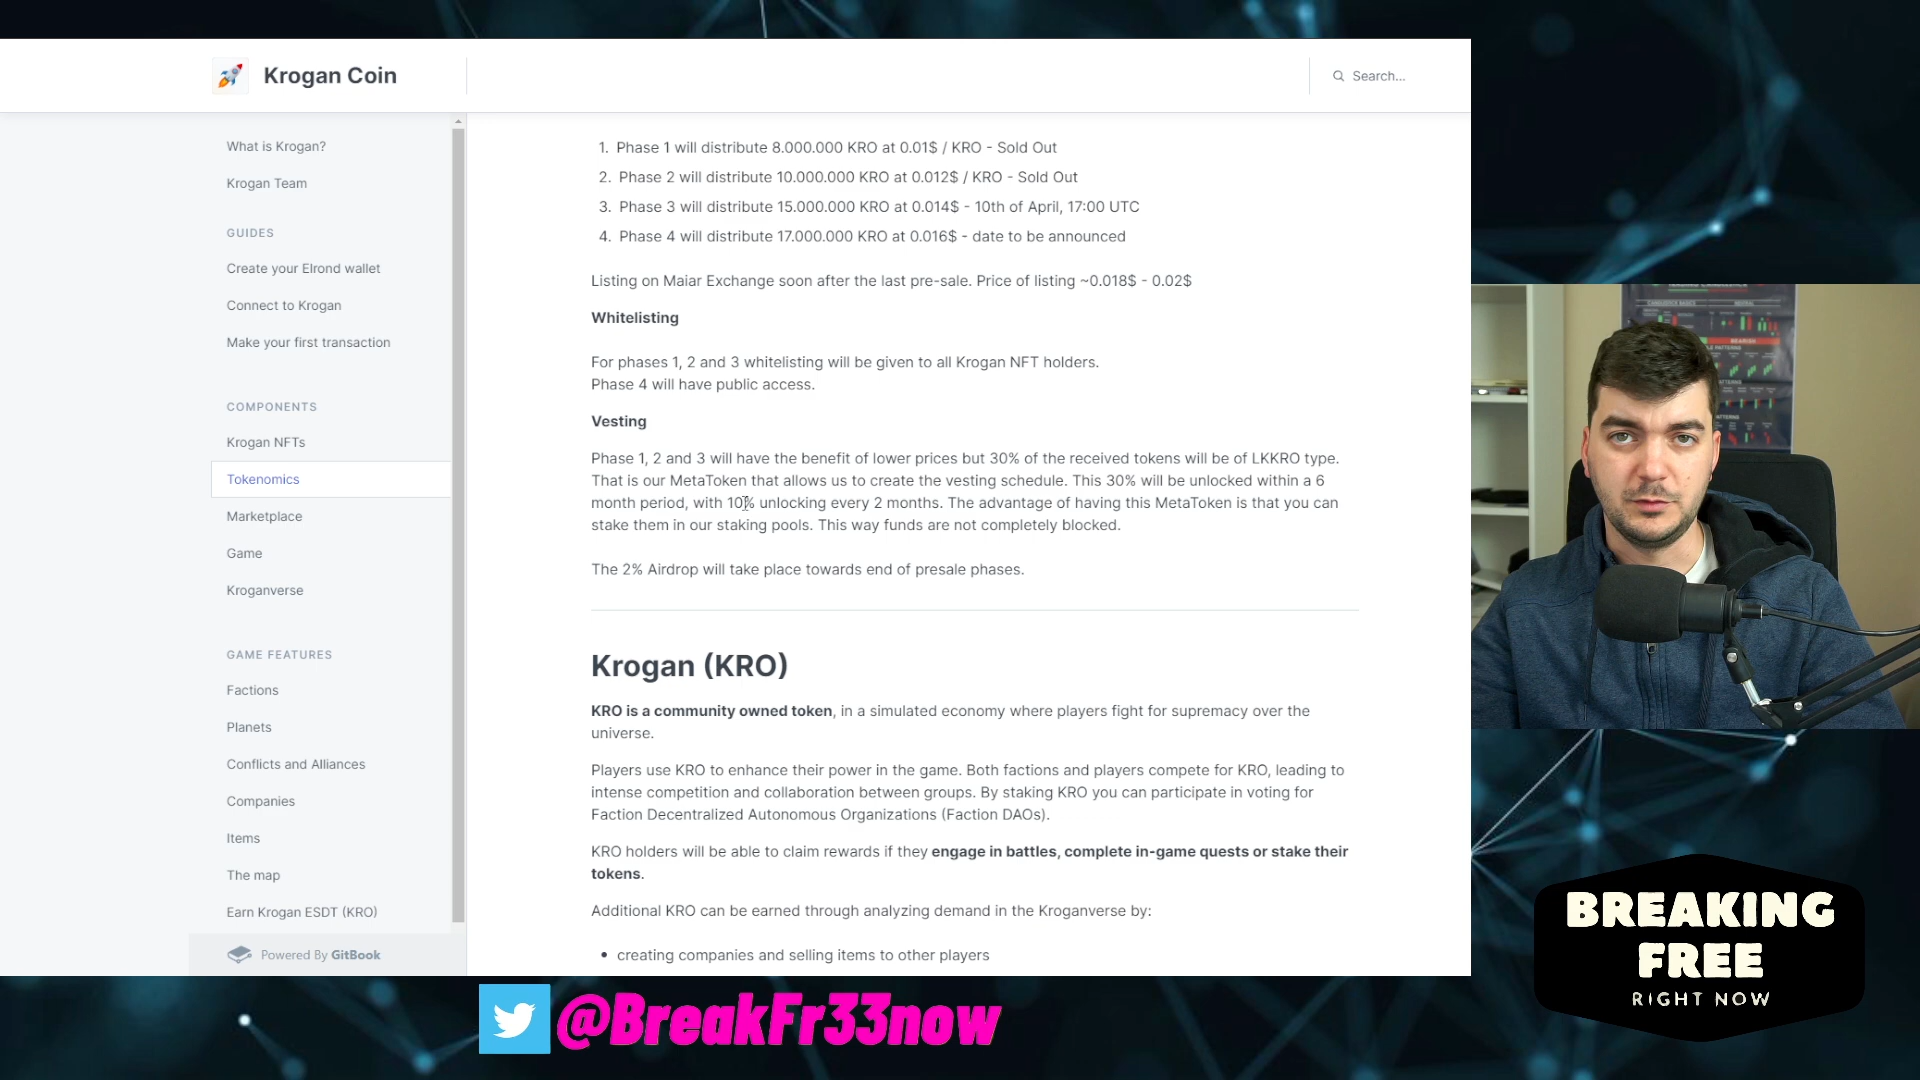 Krogan Coin
Search...
What is Krogan?
Krogan Team
GUIDES
Create your Elrond wallet
Connect to Krogan
Make your first transaction
COMPONENTS
Krogan NFTs
Tokenomics
Marketplace
Game
Kroganverse
GAME FEATURES
Factions
Planets
Conflicts and Alliances
Companies
Items
The map
Earn Krogan ESDT (KRO)
Powered By GitBook
1. Phase 1 will distribute 8.000.000 KRO at 0.01$ / KRO - Sold Out
2. Phase 2 will distribute 10.000.000 KRO at 0.012$ / KRO - Sold Out
3. Phase 3 will distribute 15.000.000 KRO at 0.014$ - 10th of April, 17:00 UTC
4. Phase 4 will distribute 17.000.000 KRO at 0.016$ - date to be announced
Listing on Maiar Exchange soon after the last pre-sale. Price of listing ~0.018$ - 0.02$
Whitelisting
For phases 1, 2 and 3 whitelisting will be given to all Krogan NFT holders.
Phase 4 will have public access.
Vesting
Phase 1, 2 and 3 will have the benefit of lower prices but 30% of the received tokens will be of LKKRO type.
That is our MetaToken that allows us to create the vesting schedule. This 30% will be unlocked within a 6
month period, with 10% unlocking every 2 months. The advantage of having this MetaToken is that you can
stake them in our staking pools. This way funds are not completely blocked.
The 2% Airdrop will take place towards end of presale phases.
Krogan (KRO)
KRO is a community owned token, in a simulated economy where players fight for supremacy over the
universe.
Players use KRO to enhance their power in the game. Both factions and players compete for KRO, leading to
intense competition and collaboration between groups. By staking KRO you can participate in voting for
Faction Decentralized Autonomous Organizations (Faction DAOs).
KRO holders will be able to claim rewards if they engage in battles, complete in-game quests or stake their
tokens.
Additional KRO can be earned through analyzing demand in the Kroganverse by:
• creating companies and selling items to other players
BEARISH
@BreakFr33now
BREAKING
FREE
RIGHT NOW